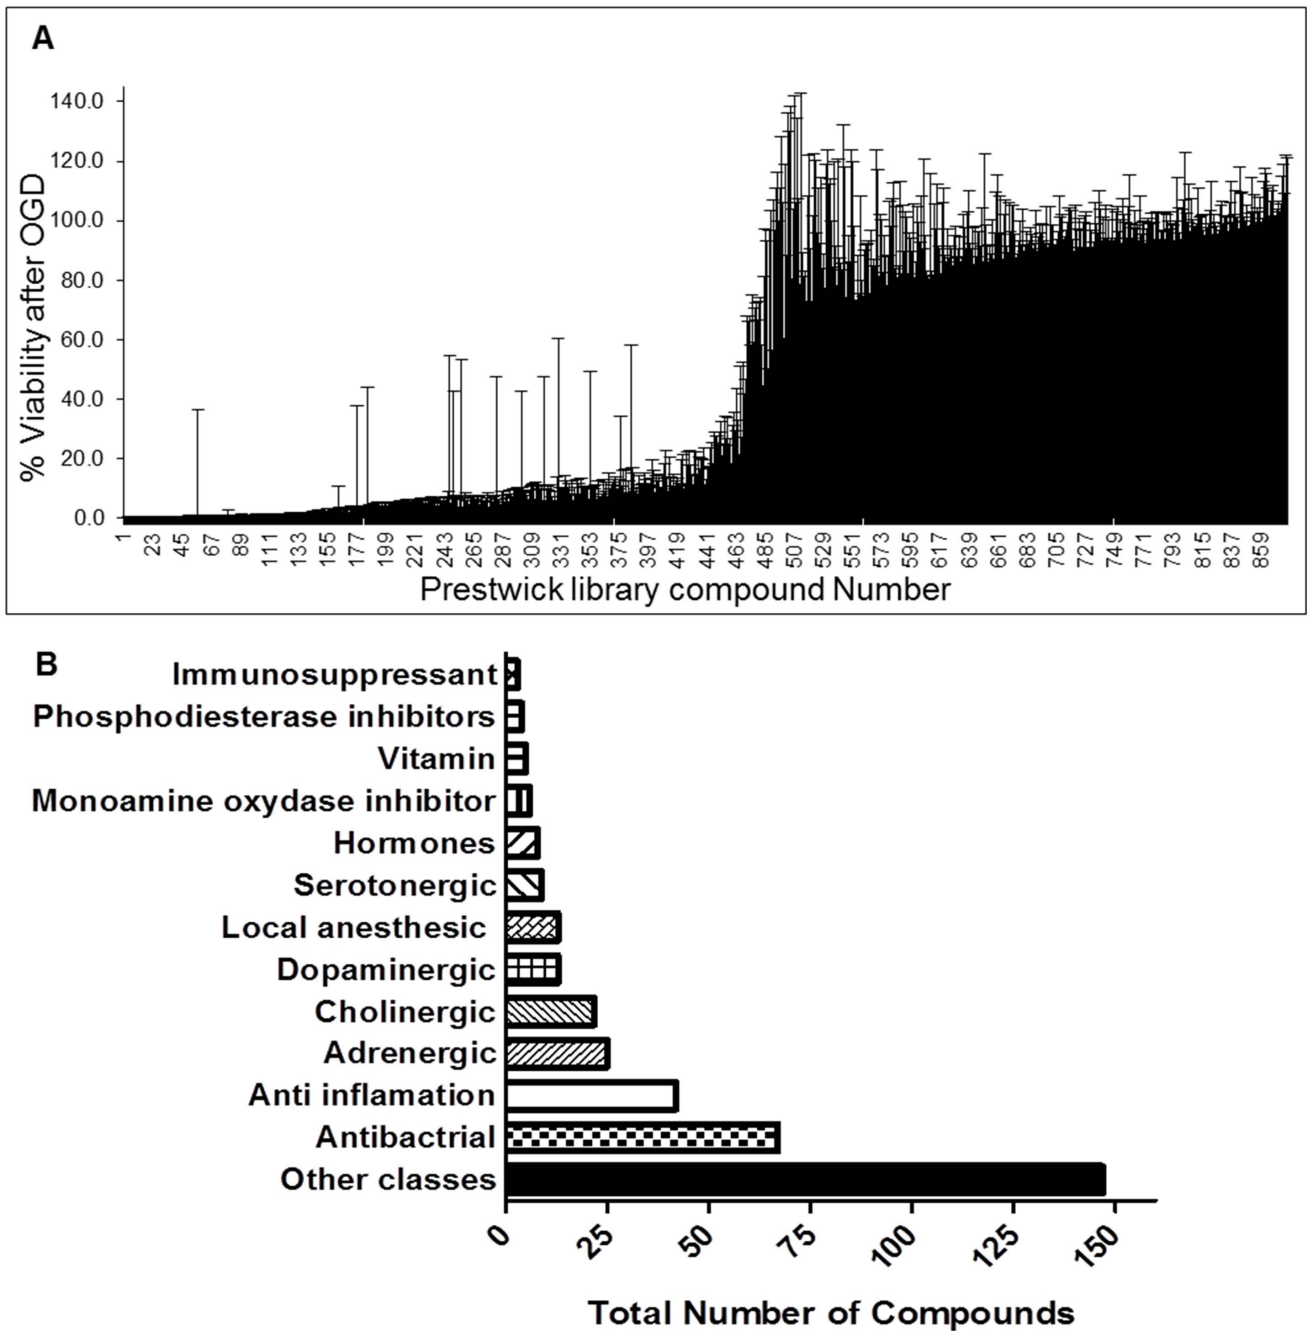 A
% Viability after OGD
140.0
120.0
100.0
80.0
60.0
40.0
20.0
0.0
1 23 45 67 89 111 133 155 177 199 221 243 265 287 309 331 353 375 397 419 441 463 485 507 529 551 573 595 617 639 661 683 705 727 749 771 793 815 837 859
Prestwick library compound Number
B
Immunosuppressant
Phosphodiesterase inhibitors
Vitamin
Monoamine oxydase inhibitor
Hormones
Serotonergic
Local anesthesic
Dopaminergic
Cholinergic
Adrenergic
Anti inflamation
Antibactrial
Other classes
0 25 50 75 100 125 150
Total Number of Compounds